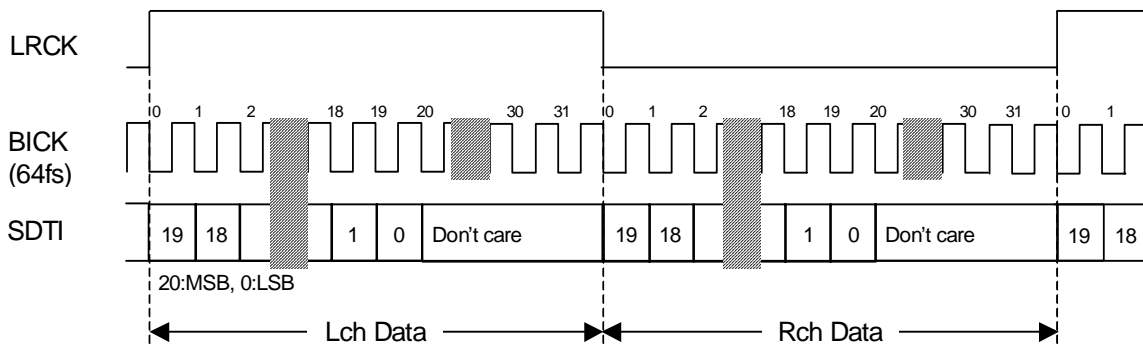 LRCK
0 1 2 18 19 20 30 31 0 1 2 18 19 20 30 31 0 1
BICK
(64fs)
SDTI 19 18 1 0 Don't care 19 18 1 0 Don't care 19 18
20:MSB, 0:LSB
Lch Data Rch Data